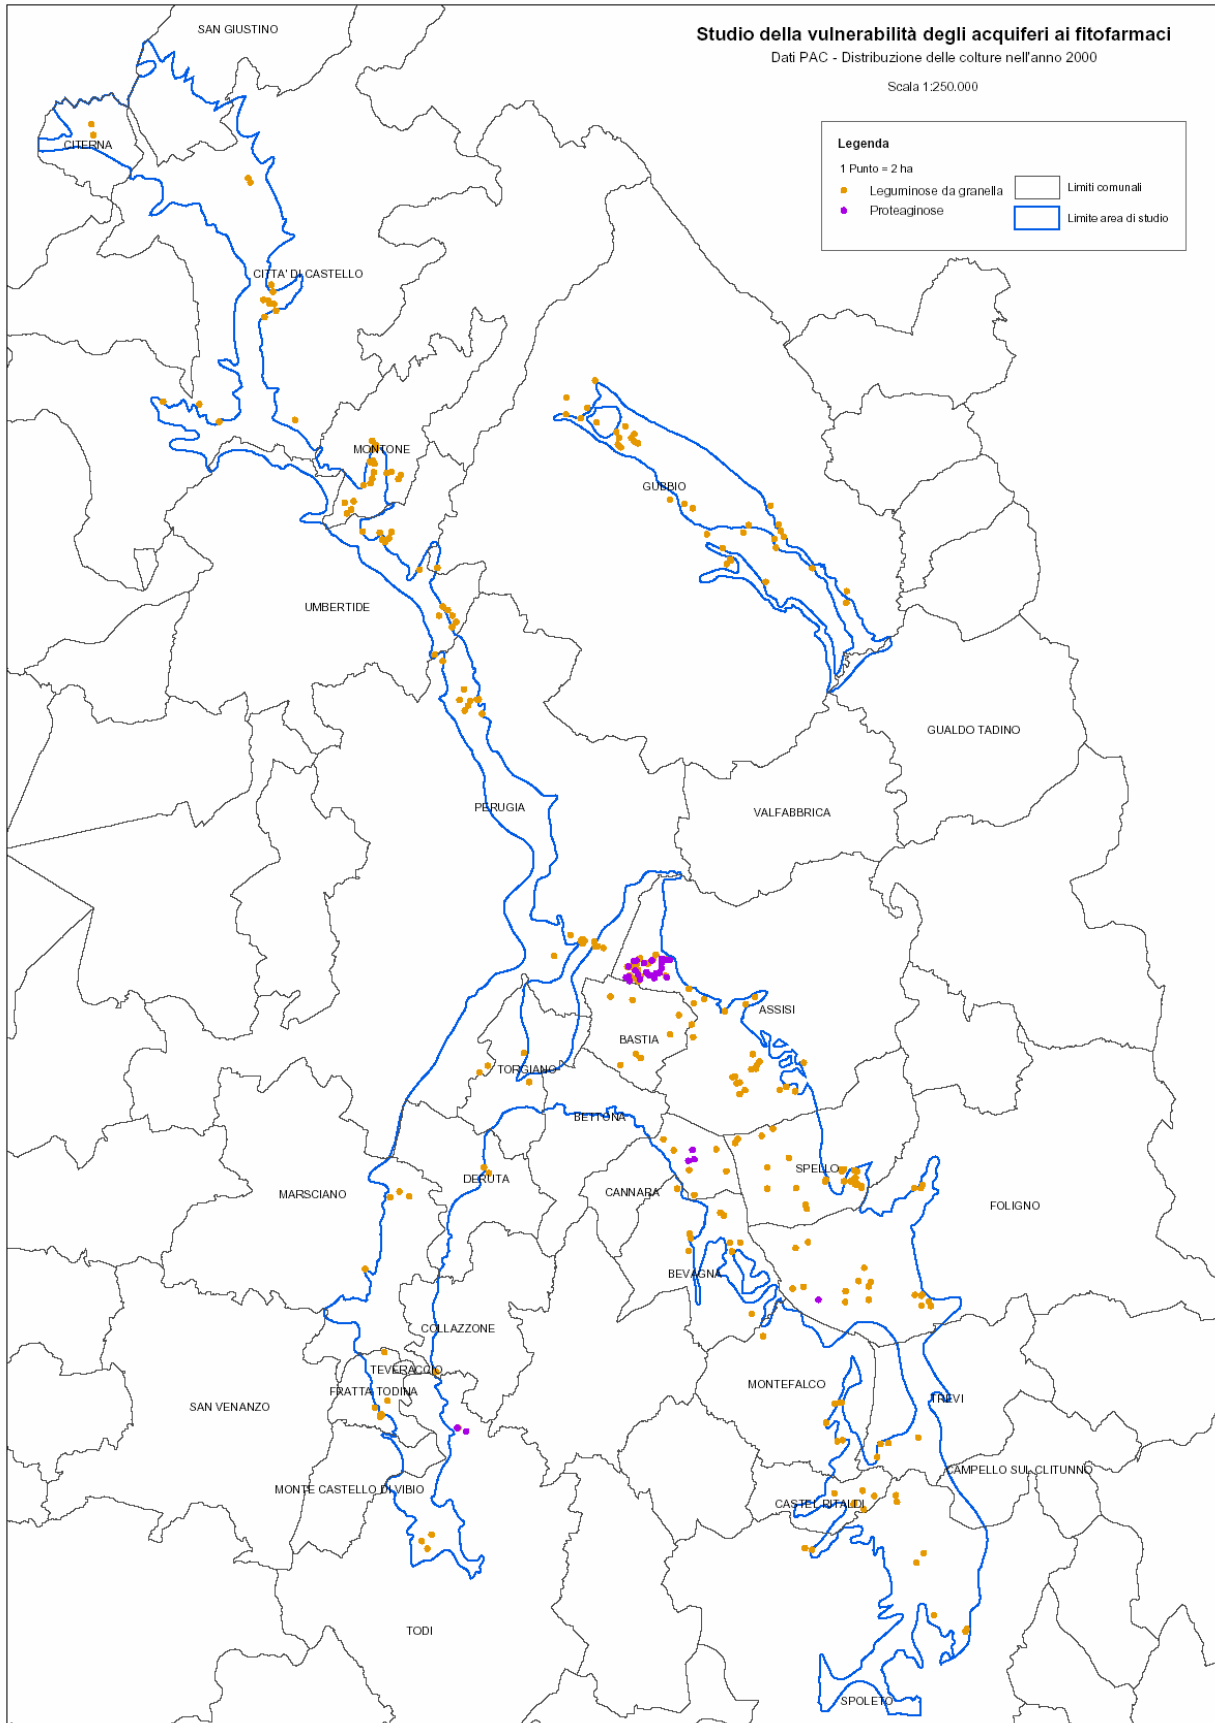 Studio della vulnerabilità degli acquiferi ai fitofarmaci
Dati PAC - Distribuzione delle colture nell'anno 2000
Scala 1:250.000
Legenda
1 Punto = 2 ha
Leguminose da granella
Proteaginose
Limiti comunali
Limite area di studio
SAN GIUSTINO
CITERNA
CITTA' DI CASTELLO
MONTONE
GUBBIO
UMBERTIDE
GUALDO TADINO
PERUGIA
VALFABBRICA
ASSISI
BASTIA
TORGIANO
BETTONA
DERUTA
SPELLO
MARSCIANO
CANNARA
FOLIGNO
BEVAGNA
COLLAZZONE
TEVERACCIO
FRATTA TODINA
MONTEFALCO
TREVI
SAN VENANZO
CAMPELLO SUL CLITUNNO
MONTE CASTELLO DI VIBIO
CASTEL RITALDI
TODI
SPOLETO